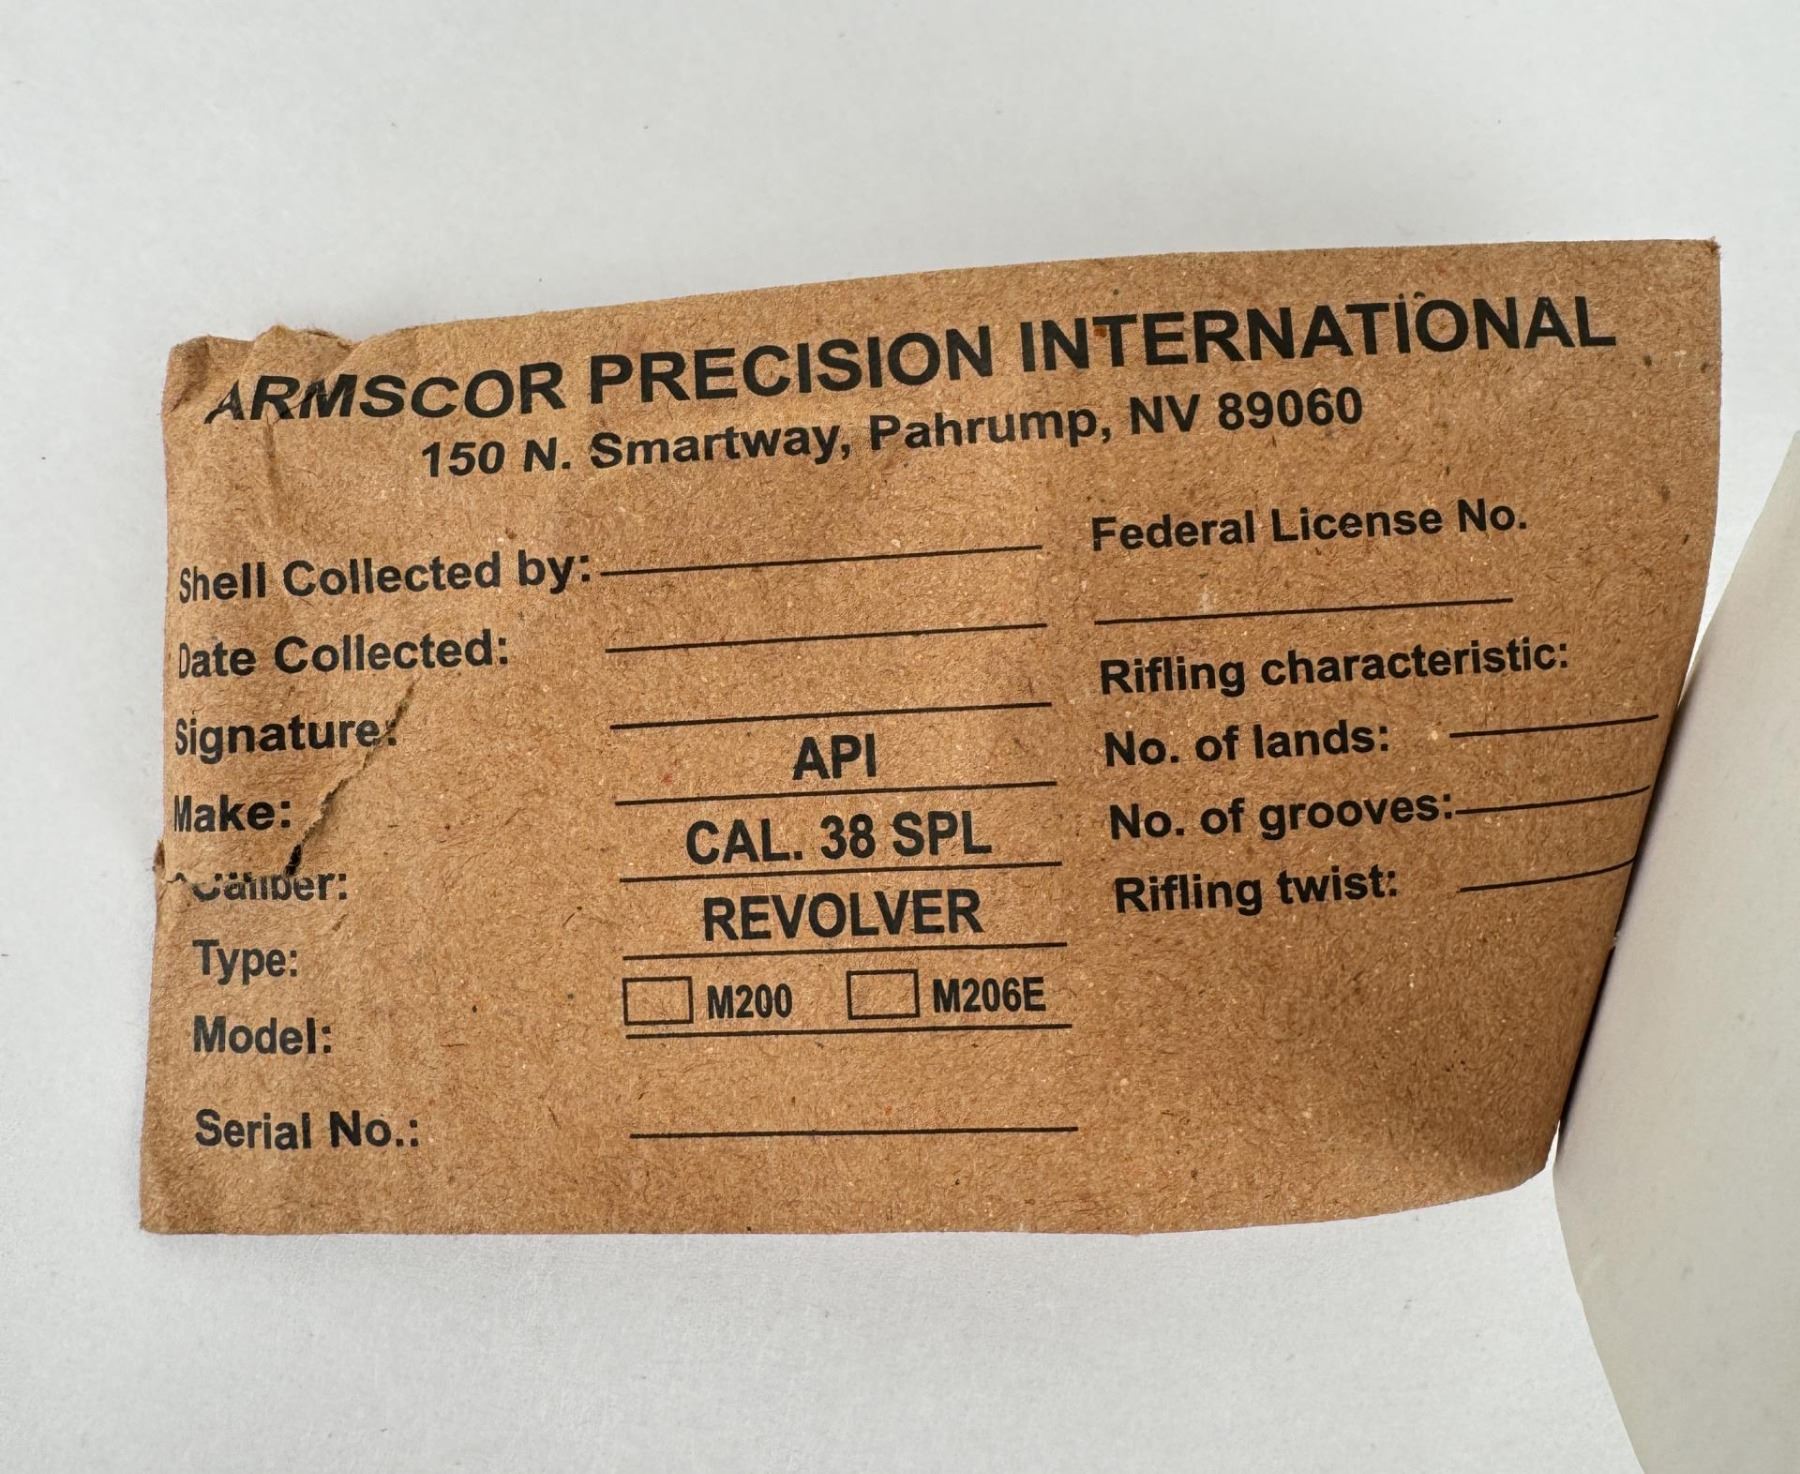 ARMSCOR PRECISION INTERNATIONAL
150 N. Smartway, Pahrump, NV 89060
Shell Collected by:
Date Collected:
Signature:
Make: API
Caliber: CAL. 38 SPL
Type: REVOLVER
Model: M200 M206E
Serial No.:
Federal License No.
Rifling characteristic:
No. of lands:
No. of grooves:
Rifling twist: